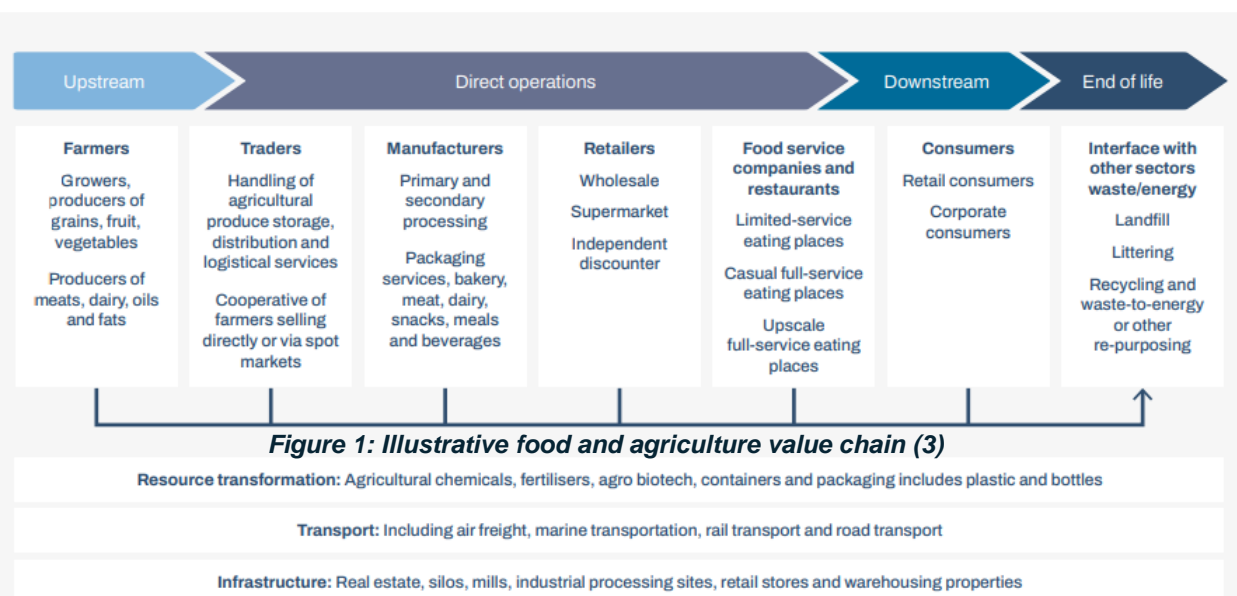 Upstream
Direct operations
Downstream
End of life
Farmers
Growers,
producers of
grains, fruit,
vegetables
Producers of
meats, dairy, oils
and fats
Traders
Handling of
agricultural
produce storage,
distribution and
logistical services
Cooperative of
farmers selling
directly or via spot
markets
Manufacturers
Primary and
secondary
processing
Packaging
services, bakery,
meat, dairy,
snacks, meals
and beverages
Retailers
Wholesale
Supermarket
Independent
discounter
Food service
companies and
restaurants
Limited-service
eating places
Casual full-service
eating places
Upscale
full-service eating
places
Consumers
Retail consumers
Corporate
consumers
Interface with
other sectors
waste/energy
Landfill
Littering
Recycling and
waste-to-energy
or other
re-purposing
Figure 1: Illustrative food and agriculture value chain (3)
Resource transformation: Agricultural chemicals, fertilisers, agro biotech, containers and packaging includes plastic and bottles
Transport: Including air freight, marine transportation, rail transport and road transport
Infrastructure: Real estate, silos, mills, industrial processing sites, retail stores and warehousing properties